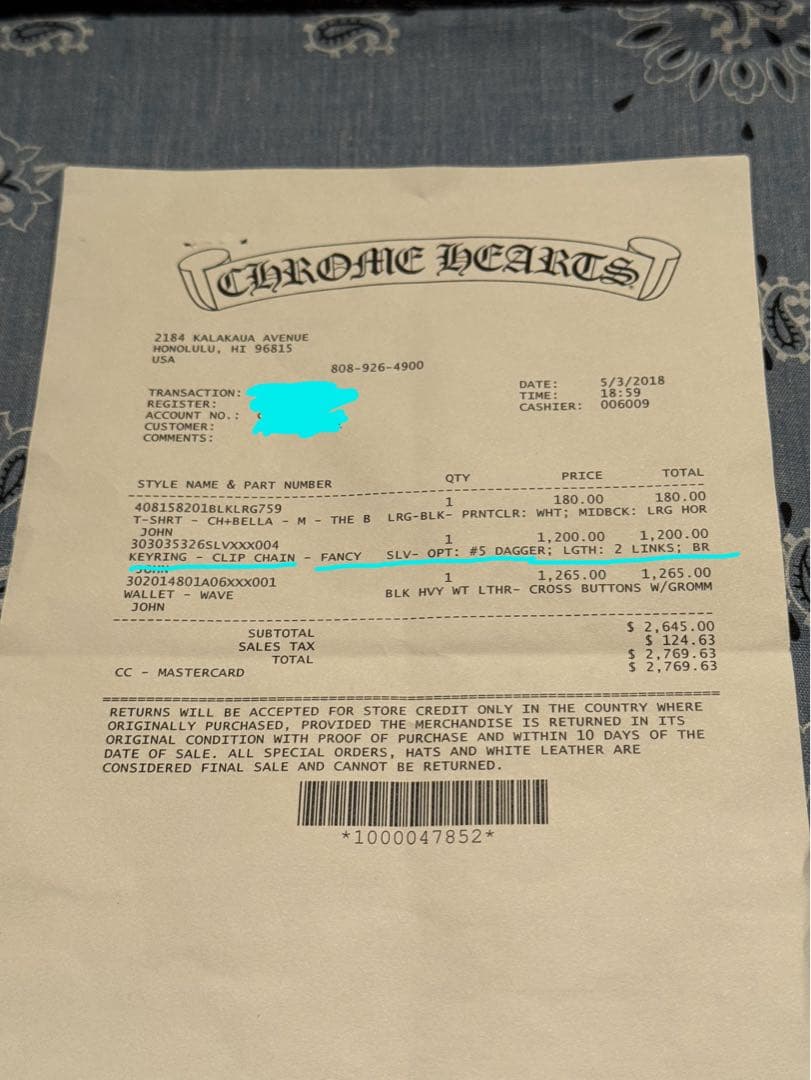 CHROME HEARTS
2184 KALAKAUA AVENUE
HONOLULU, HI 96815
USA
808-926-4900
TRANSACTION:
REGISTER:
ACCOUNT NO.:
CUSTOMER:
COMMENTS:
DATE: 5/3/2018
TIME: 18:59
CASHIER: 006009
STYLE NAME & PART NUMBER QTY PRICE TOTAL
408158201BLKLRG759 1 180.00 180.00
T-SHRT - CH+BELLA - M - THE B LRG-BLK- PRNTCLR: WHT; MIDBCK: LRG HOR
JOHN
303035326SLVXXX004 1 1,200.00 1,200.00
KEYRING - CLIP CHAIN - FANCY SLV- OPT: #5 DAGGER; LGTH: 2 LINKS; BR
JOHN
302014801A06XXX001 1 1,265.00 1,265.00
WALLET - WAVE BLK HVY WT LTHR- CROSS BUTTONS W/GROMM
JOHN
SUBTOTAL $ 2,645.00
SALES TAX $ 124.63
TOTAL $ 2,769.63
CC - MASTERCARD $ 2,769.63
RETURNS WILL BE ACCEPTED FOR STORE CREDIT ONLY IN THE COUNTRY WHERE
ORIGINALLY PURCHASED, PROVIDED THE MERCHANDISE IS RETURNED IN ITS
ORIGINAL CONDITION WITH PROOF OF PURCHASE AND WITHIN 10 DAYS OF THE
DATE OF SALE. ALL SPECIAL ORDERS, HATS AND WHITE LEATHER ARE
CONSIDERED FINAL SALE AND CANNOT BE RETURNED.
*1000047852*